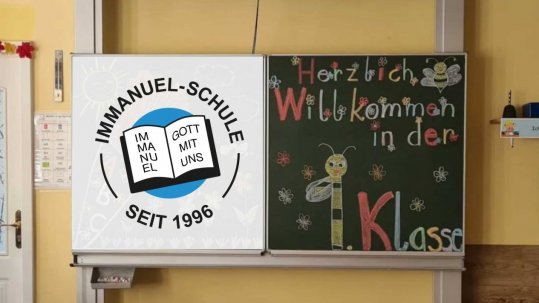 IMMANUEL-SCHULE
IM
MA
NU
EL
GOTT
MIT
UNS
SEIT 1996
Herzlich
Willkommen
in der
1. Klasse